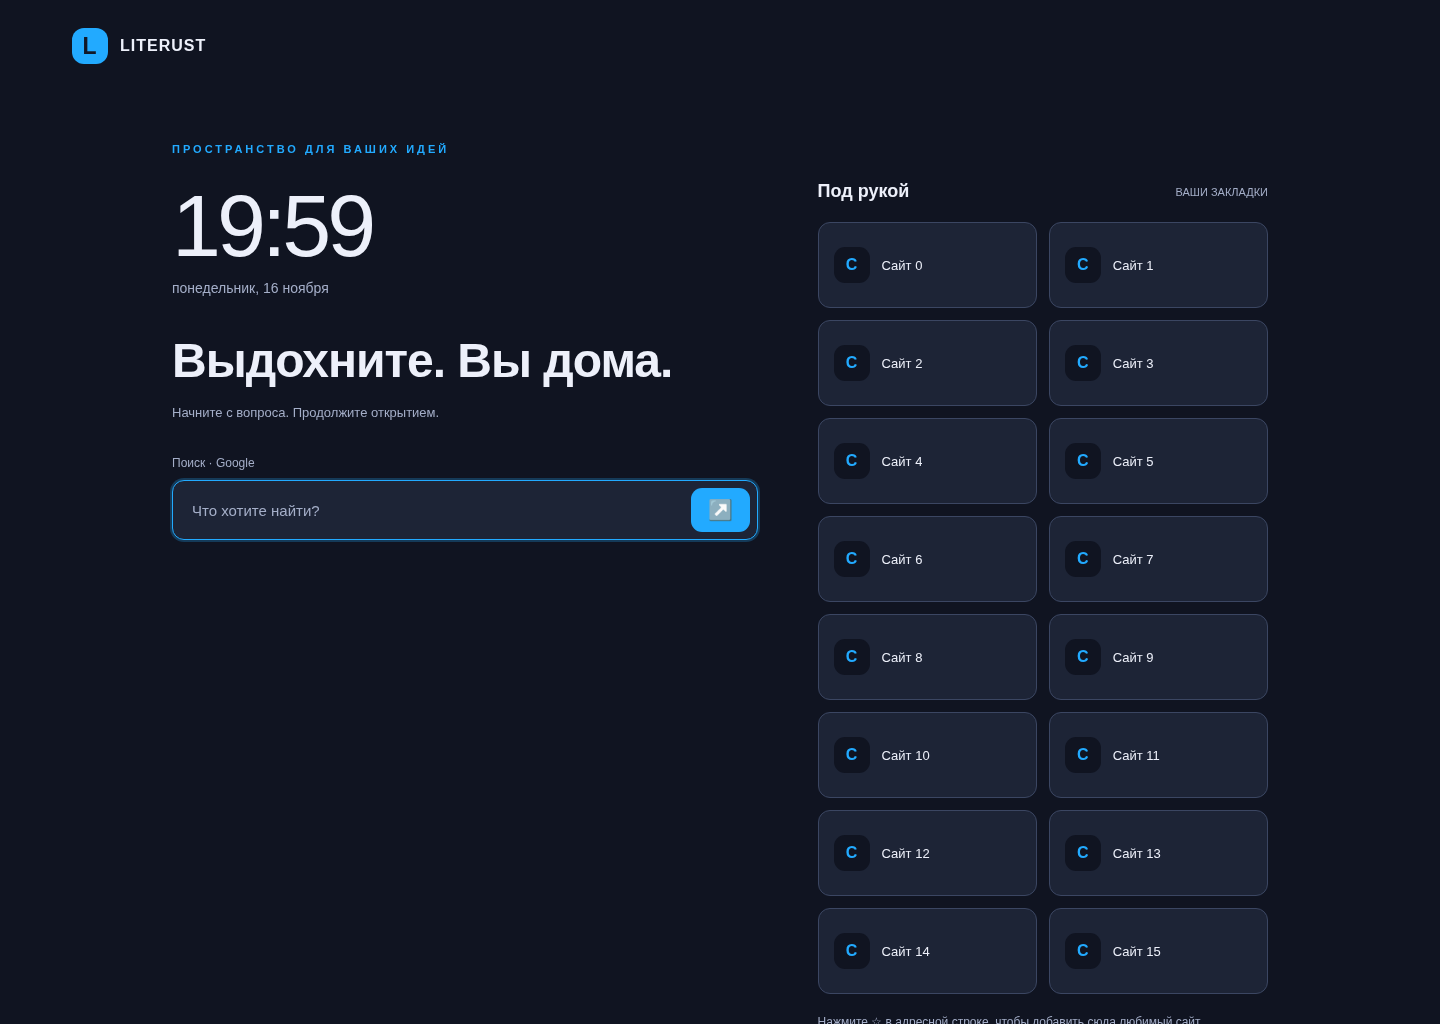 L LITERUST
ПРОСТРАНСТВО ДЛЯ ВАШИХ ИДЕЙ
19:59
понедельник, 16 ноября
Выдохните. Вы дома.
Начните с вопроса. Продолжите открытием.
Поиск · Google
Что хотите найти? ↗
Под рукой ВАШИ ЗАКЛАДКИ
С Сайт 0 С Сайт 1
С Сайт 2 С Сайт 3
С Сайт 4 С Сайт 5
С Сайт 6 С Сайт 7
С Сайт 8 С Сайт 9
С Сайт 10 С Сайт 11
С Сайт 12 С Сайт 13
С Сайт 14 С Сайт 15
Нажмите ☆ в адресной строке, чтобы добавить сюда любимый сайт.